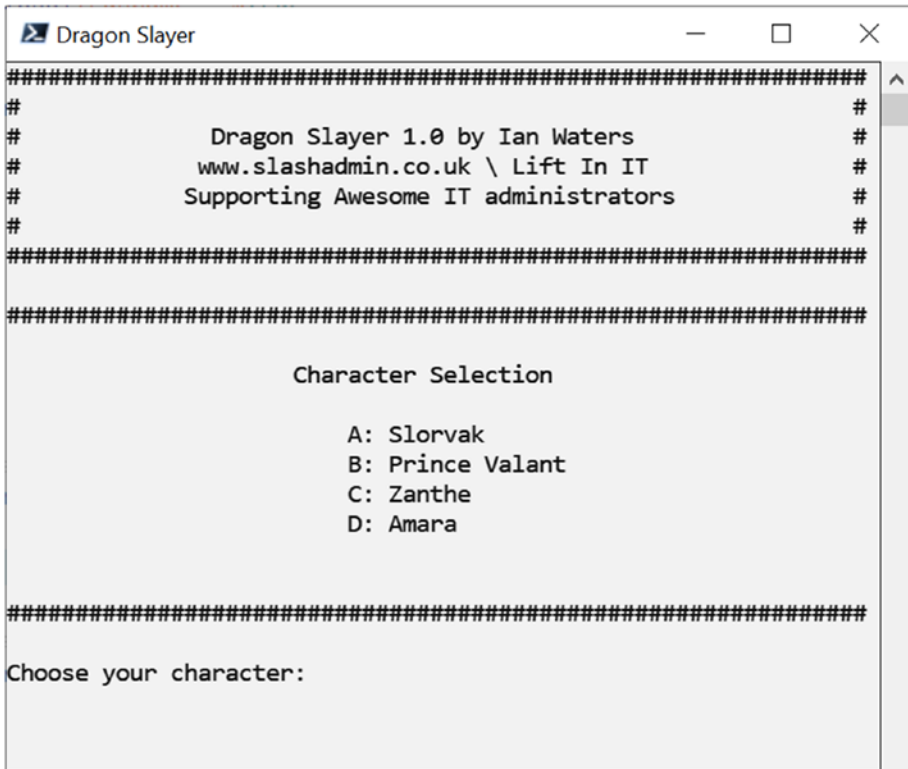 Dragon Slayer
###############################################################
# #
# Dragon Slayer 1.0 by Ian Waters #
# www.slashadmin.co.uk \ Lift In IT #
# Supporting Awesome IT administrators #
# #
###############################################################
###############################################################
Character Selection
A: Slorvak
B: Prince Valant
C: Zanthe
D: Amara
###############################################################
Choose your character: